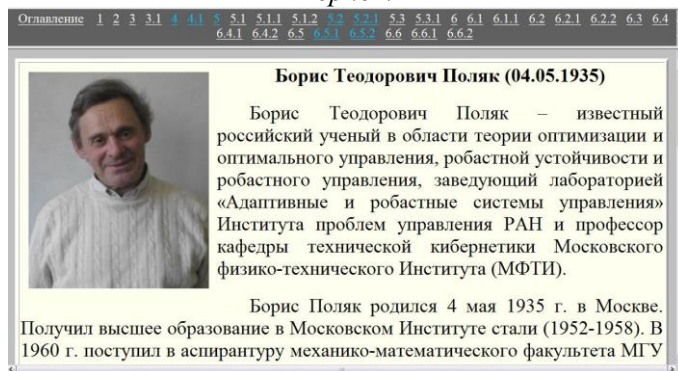 Оглавление 1 2 3 3.1 4 4.1 5 5.1 5.1.1 5.1.2 5.2 5.2.1 5.3 5.3.1 6 6.1 6.1.1 6.2 6.2.1 6.2.2 6.3 6.4
6.4.1 6.4.2 6.5 6.5.1 6.5.2 6.6 6.6.1 6.6.2
Борис Теодорович Поляк (04.05.1935)
Борис Теодорович Поляк – известный
российский ученый в области теории оптимизации и
оптимального управления, робастной устойчивости и
робастного управления, заведующий лабораторией
«Адаптивные и робастные системы управления»
Института проблем управления РАН и профессор
кафедры технической кибернетики Московского
физико-технического Института (МФТИ).
Борис Поляк родился 4 мая 1935 г. в Москве.
Получил высшее образование в Московском Институте стали (1952-1958). В
1960 г. поступил в аспирантуру механико-математического факультета МГУ